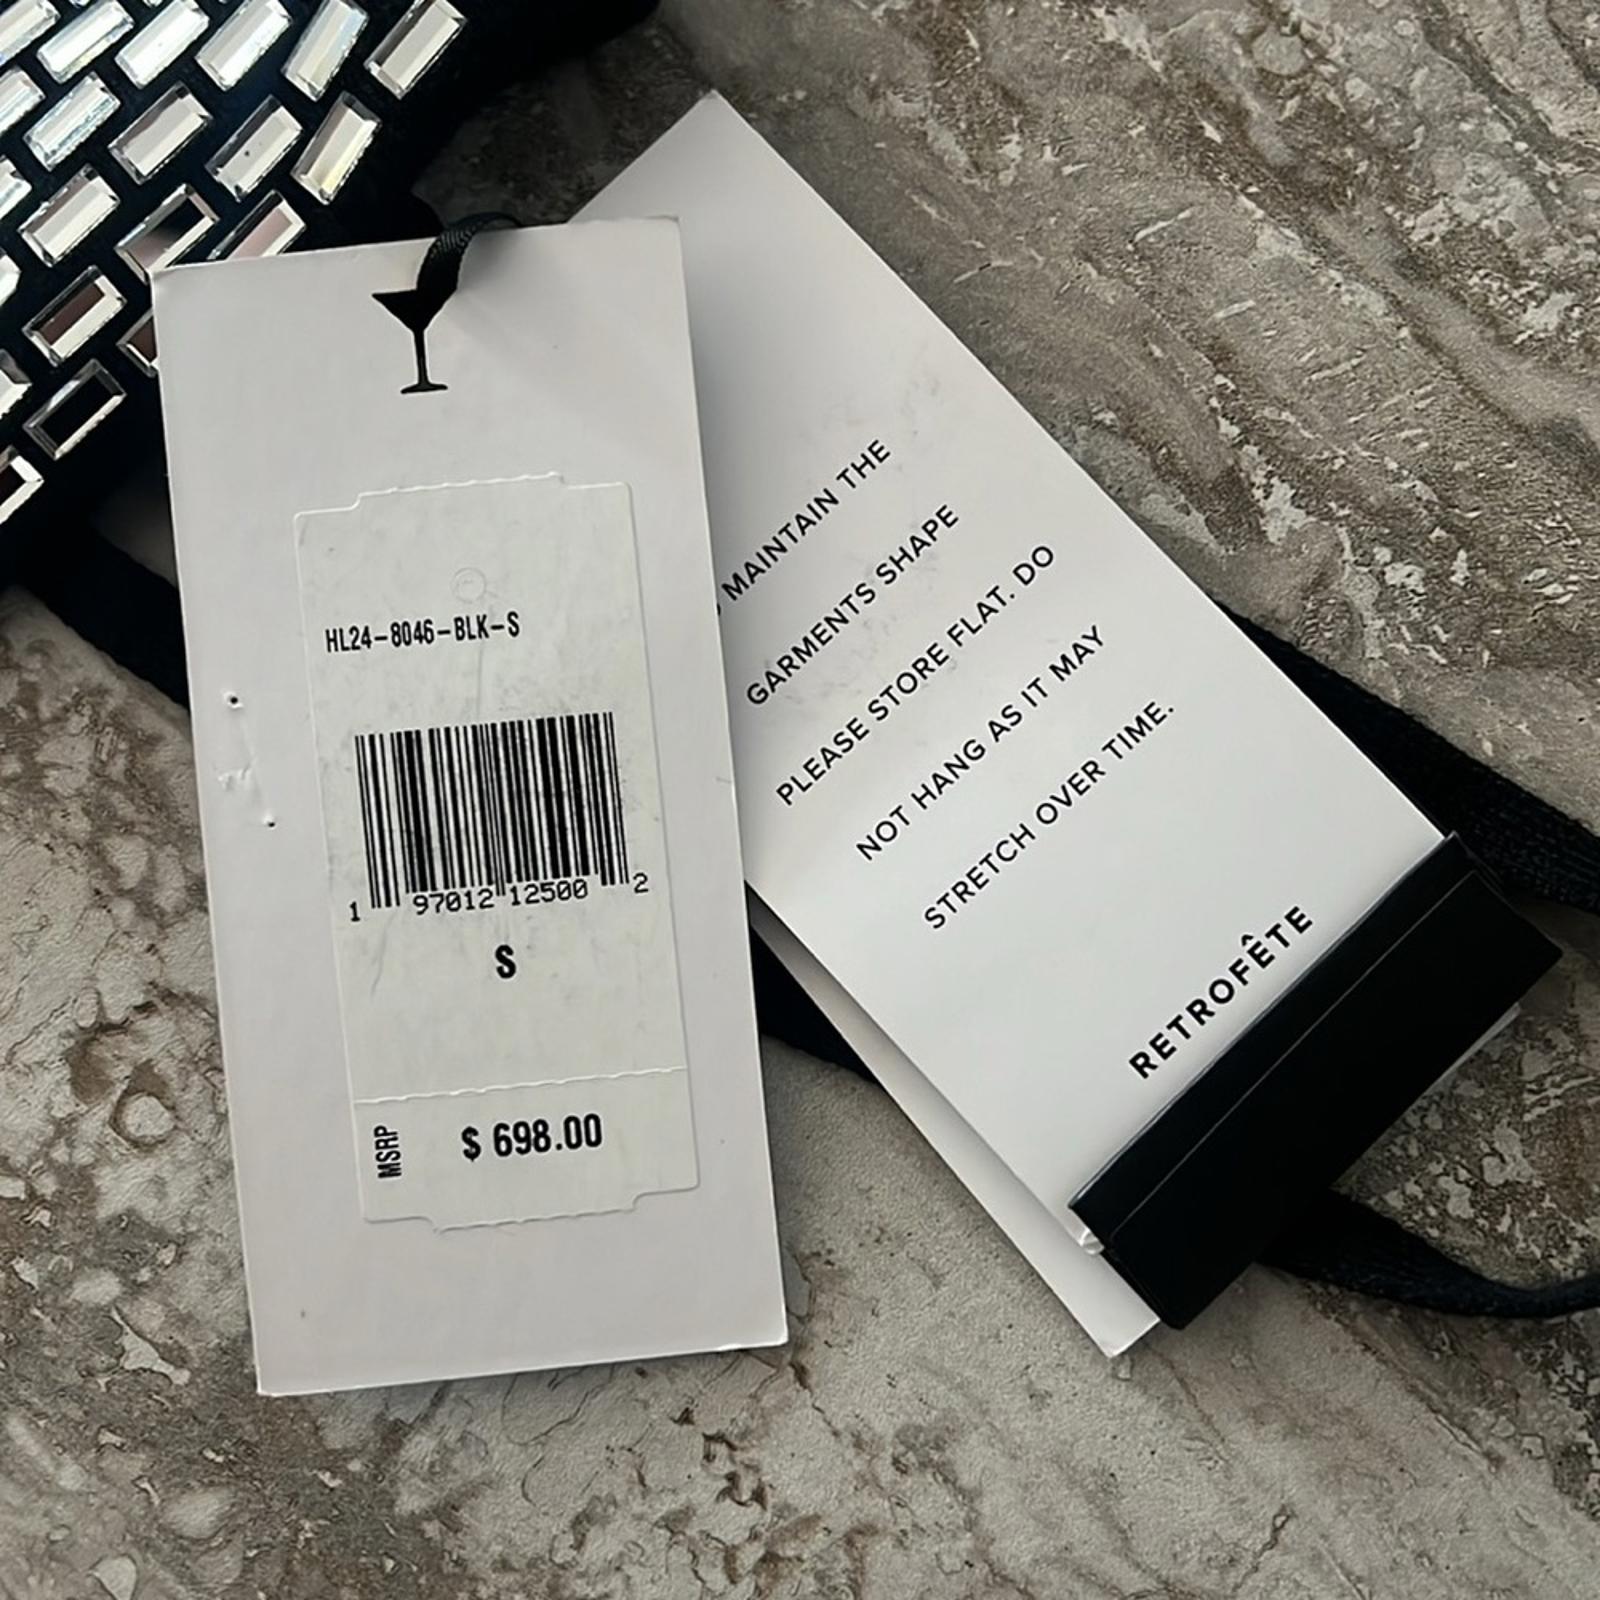 HL24-8046-BLK-S
1 97012 12500 2
S
MSRP $ 698.00
MAINTAIN THE
GARMENTS SHAPE
PLEASE STORE FLAT. DO
NOT HANG AS IT MAY
STRETCH OVER TIME.
RETROFÊTE